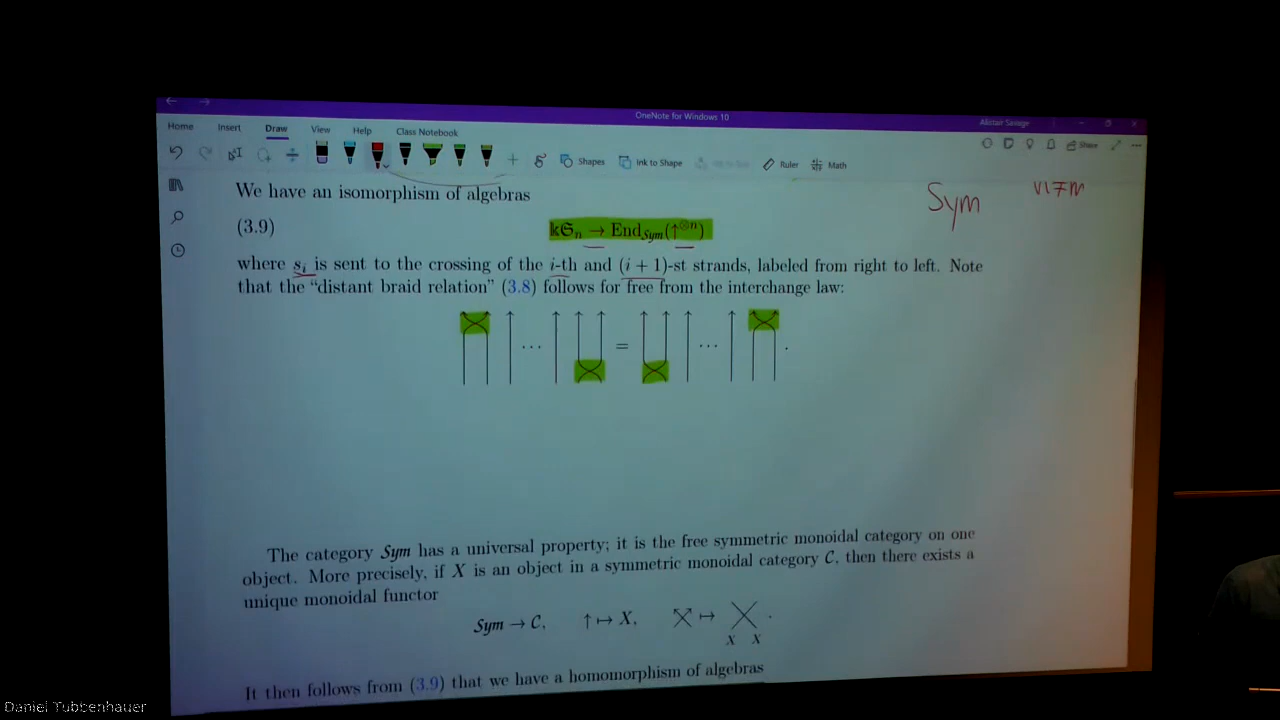 OneNote for Windows 10
Alistair Savage
Home Insert Draw View Help Class Notebook
Shapes Ink to Shape Ruler Math Share
We have an isomorphism of algebras
Sym
(3.9) 𝕜𝔖ₙ → End_Sym(↑^⊗n)
where sᵢ is sent to the crossing of the i-th and (i + 1)-st strands, labeled from right to left. Note
that the “distant braid relation” (3.8) follows for free from the interchange law:
··· = ··· .
The category Sym has a universal property; it is the free symmetric monoidal category on one
object. More precisely, if X is an object in a symmetric monoidal category C, then there exists a
unique monoidal functor
Sym → C, ↑ ↦ X, ↦ .
X X
It then follows from (3.9) that we have a homomorphism of algebras
Daniel Tubbenhauer